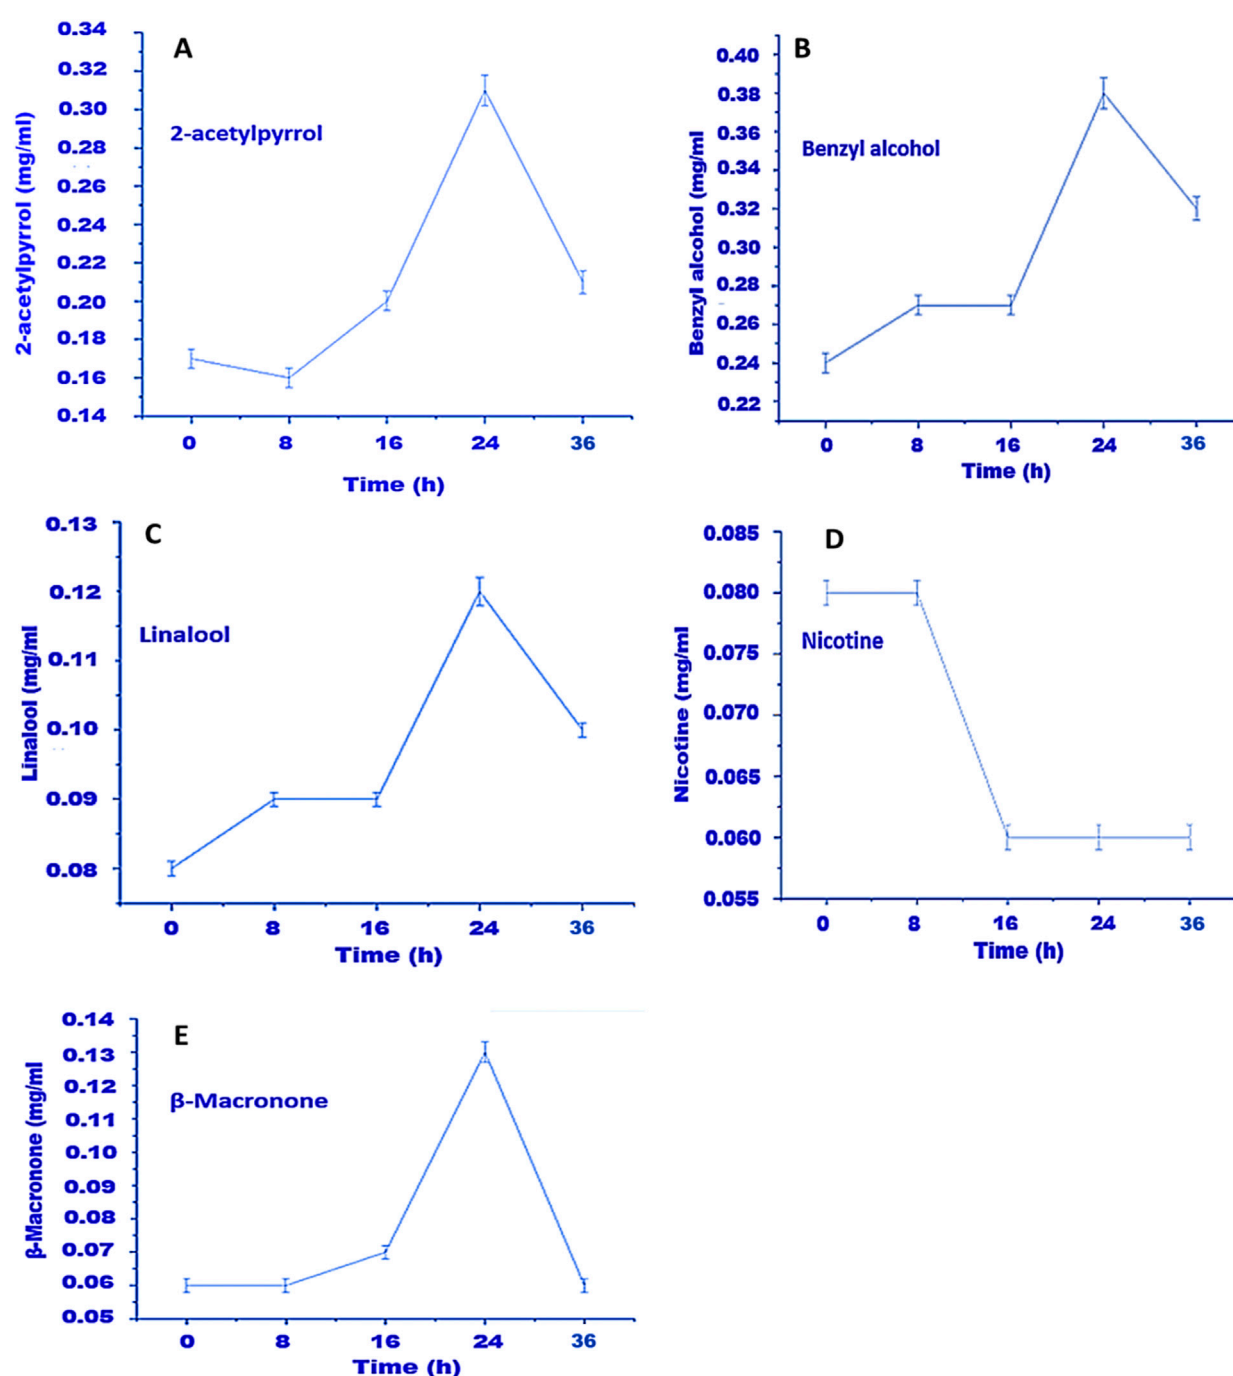 A
2-acetylpyrrol
2-acetylpyrrol (mg/ml)
0.34
0.32
0.30
0.28
0.26
0.24
0.22
0.20
0.18
0.16
0.14
0 8 16 24 36
Time (h)
B
Benzyl alcohol
Benzyl alcohol (mg/ml
0.40
0.38
0.36
0.34
0.32
0.30
0.28
0.26
0.24
0.22
0 8 16 24 36
Time (h)
C
Linalool
Linalool (mg/ml
0.13
0.12
0.11
0.10
0.09
0.08
0 8 16 24 36
Time (h)
D
Nicotine
Nicotine (mg/ml)
0.085
0.080
0.075
0.070
0.065
0.060
0.055
0 8 16 24 36
Time (h)
E
β-Macronone
β-Macronone (mg/ml
0.14
0.13
0.12
0.11
0.10
0.09
0.08
0.07
0.06
0.05
0 8 16 24 36
Time (h)